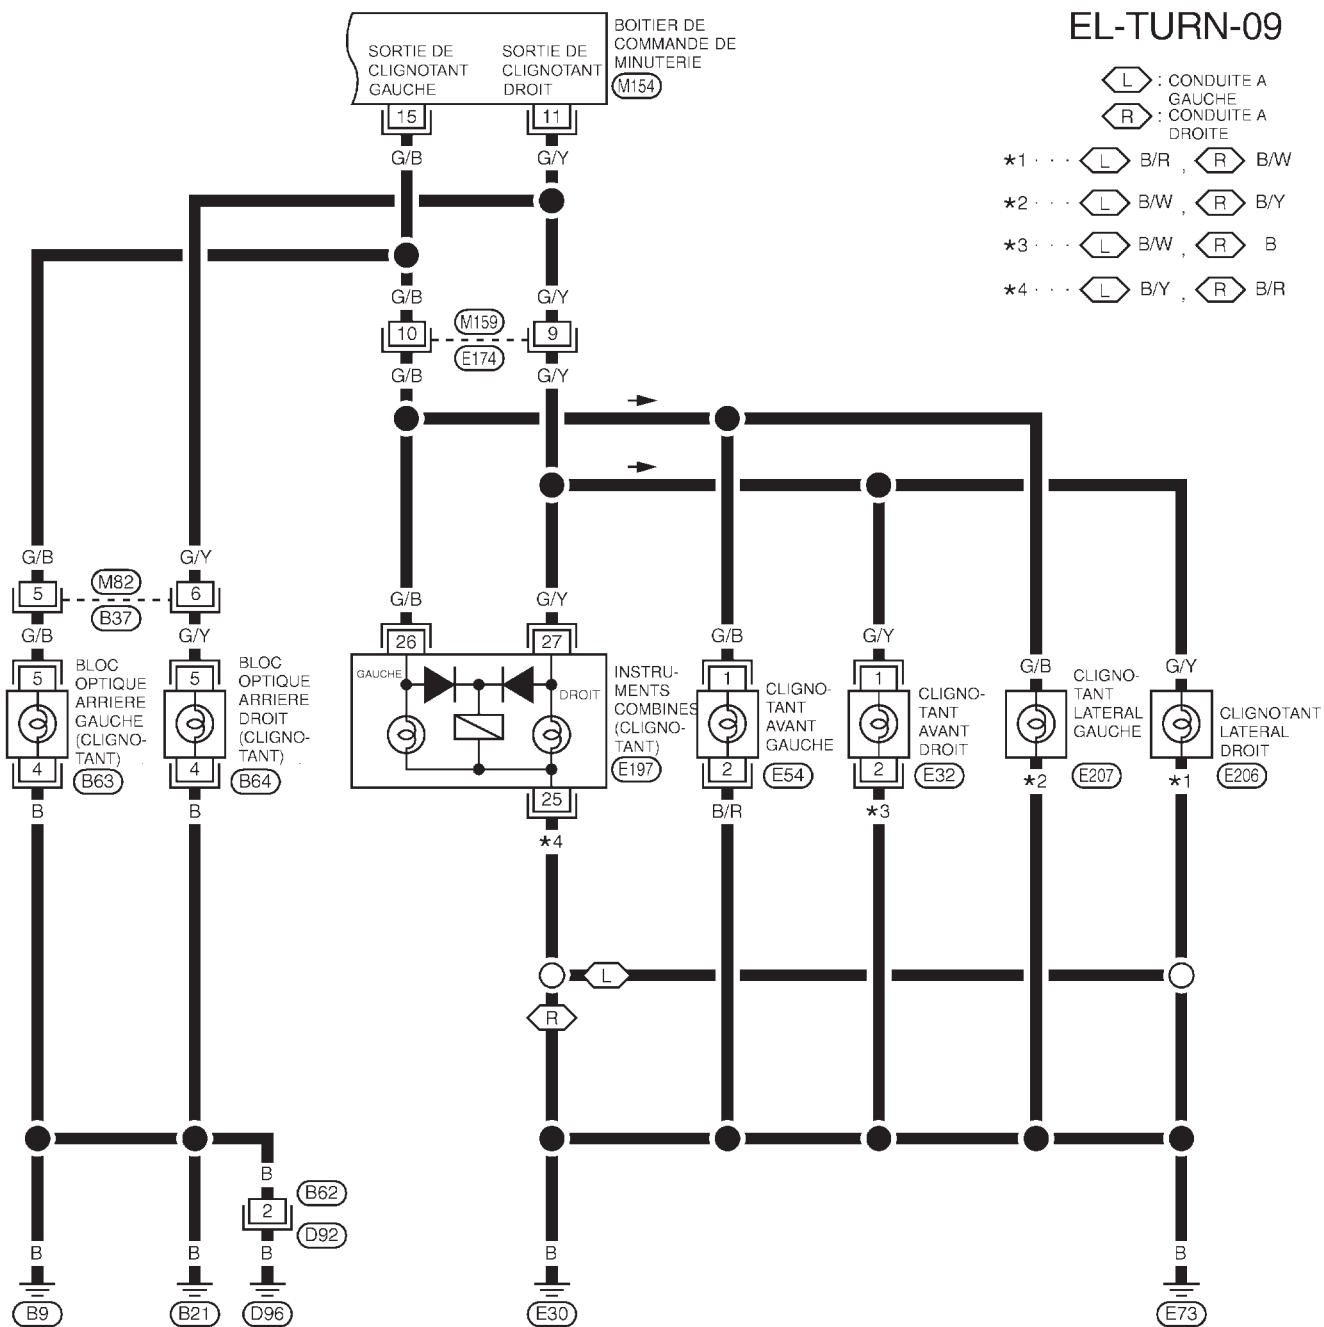 EL-TURN-09
BOITIER DE
COMMANDE DE
MINUTERIE
M154
SORTIE DE
CLIGNOTANT
GAUCHE
SORTIE DE
CLIGNOTANT
DROIT
15
11
L : CONDUITE A
GAUCHE
R : CONDUITE A
DROITE
*1 · · · L B/R , R B/W
*2 · · · L B/W , R B/Y
*3 · · · L B/W , R B
*4 · · · L B/Y , R B/R
G/B
G/Y
G/B
G/Y
10
M159
E174
9
G/B
G/Y
G/B
G/Y
5
M82
B37
6
G/B
G/Y
G/B
G/Y
G/B
G/Y
G/B
G/Y
5
BLOC
OPTIQUE
ARRIERE
GAUCHE
(CLIGNO-
TANT)
B63
4
B
5
BLOC
OPTIQUE
ARRIERE
DROIT
(CLIGNO-
TANT)
B64
4
B
26
27
GAUCHE
DROIT
INSTRU-
MENTS
COMBINES
(CLIGNO-
TANT)
E197
25
*4
1
CLIGNO-
TANT
AVANT
GAUCHE
2
E54
B/R
1
CLIGNO-
TANT
AVANT
DROIT
2
E32
*3
CLIGNO-
TANT
LATERAL
GAUCHE
E207
*2
CLIGNOTANT
LATERAL
DROIT
E206
*1
L
R
B
B62
2
D92
B
B
B
B
B
B9
B21
D96
E30
E73